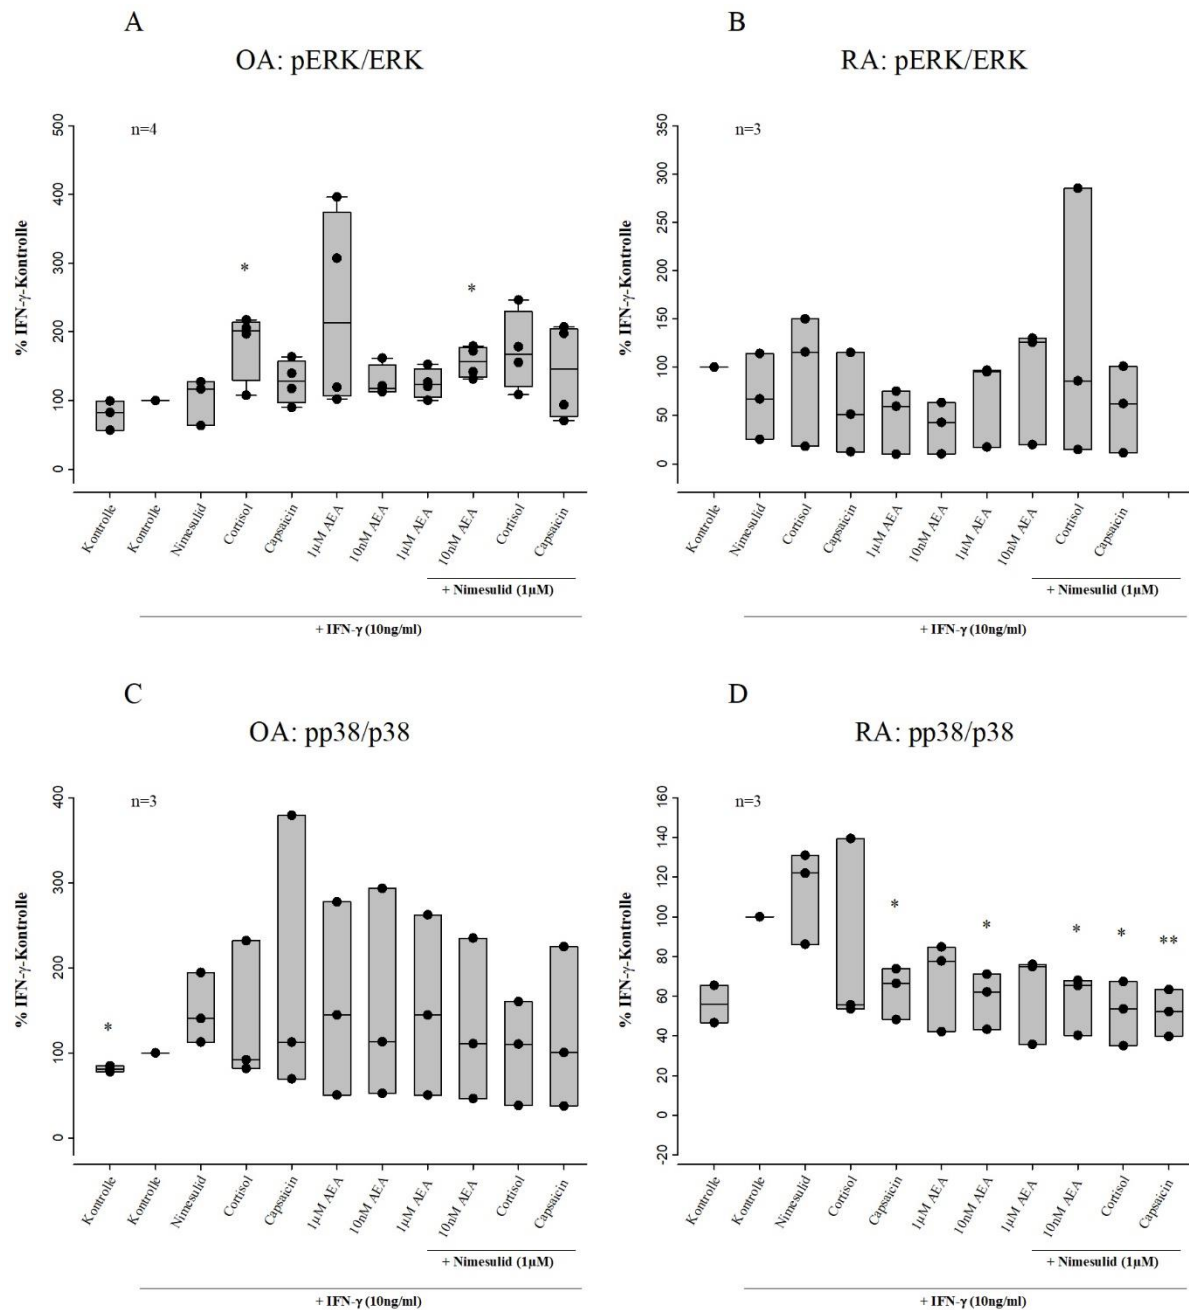 A
OA: pERK/ERK
n=4
% IFN-γ-Kontrolle
0
100
200
300
400
500
*
*
Kontrolle
Kontrolle
Nimesulid
Cortisol
Capsaicin
1µM AEA
10nM AEA
1µM AEA
10nM AEA
Cortisol
Capsaicin
+ Nimesulid (1µM)
+ IFN-γ (10ng/ml)
B
RA: pERK/ERK
n=3
% IFN-γ-Kontrolle
0
50
100
150
200
250
300
350
Kontrolle
Nimesulid
Cortisol
Capsaicin
1µM AEA
10nM AEA
1µM AEA
10nM AEA
Cortisol
Capsaicin
+ Nimesulid (1µM)
+ IFN-γ (10ng/ml)
C
OA: pp38/p38
n=3
% IFN-γ-Kontrolle
0
100
200
300
400
*
Kontrolle
Kontrolle
Nimesulid
Cortisol
Capsaicin
1µM AEA
10nM AEA
1µM AEA
10nM AEA
Cortisol
Capsaicin
+ Nimesulid (1µM)
+ IFN-γ (10ng/ml)
D
RA: pp38/p38
n=3
% IFN-γ-Kontrolle
-20
0
20
40
60
80
100
120
140
160
*
*
*
*
**
Kontrolle
Kontrolle
Nimesulid
Cortisol
Capsaicin
1µM AEA
10nM AEA
1µM AEA
10nM AEA
Cortisol
Capsaicin
+ Nimesulid (1µM)
+ IFN-γ (10ng/ml)